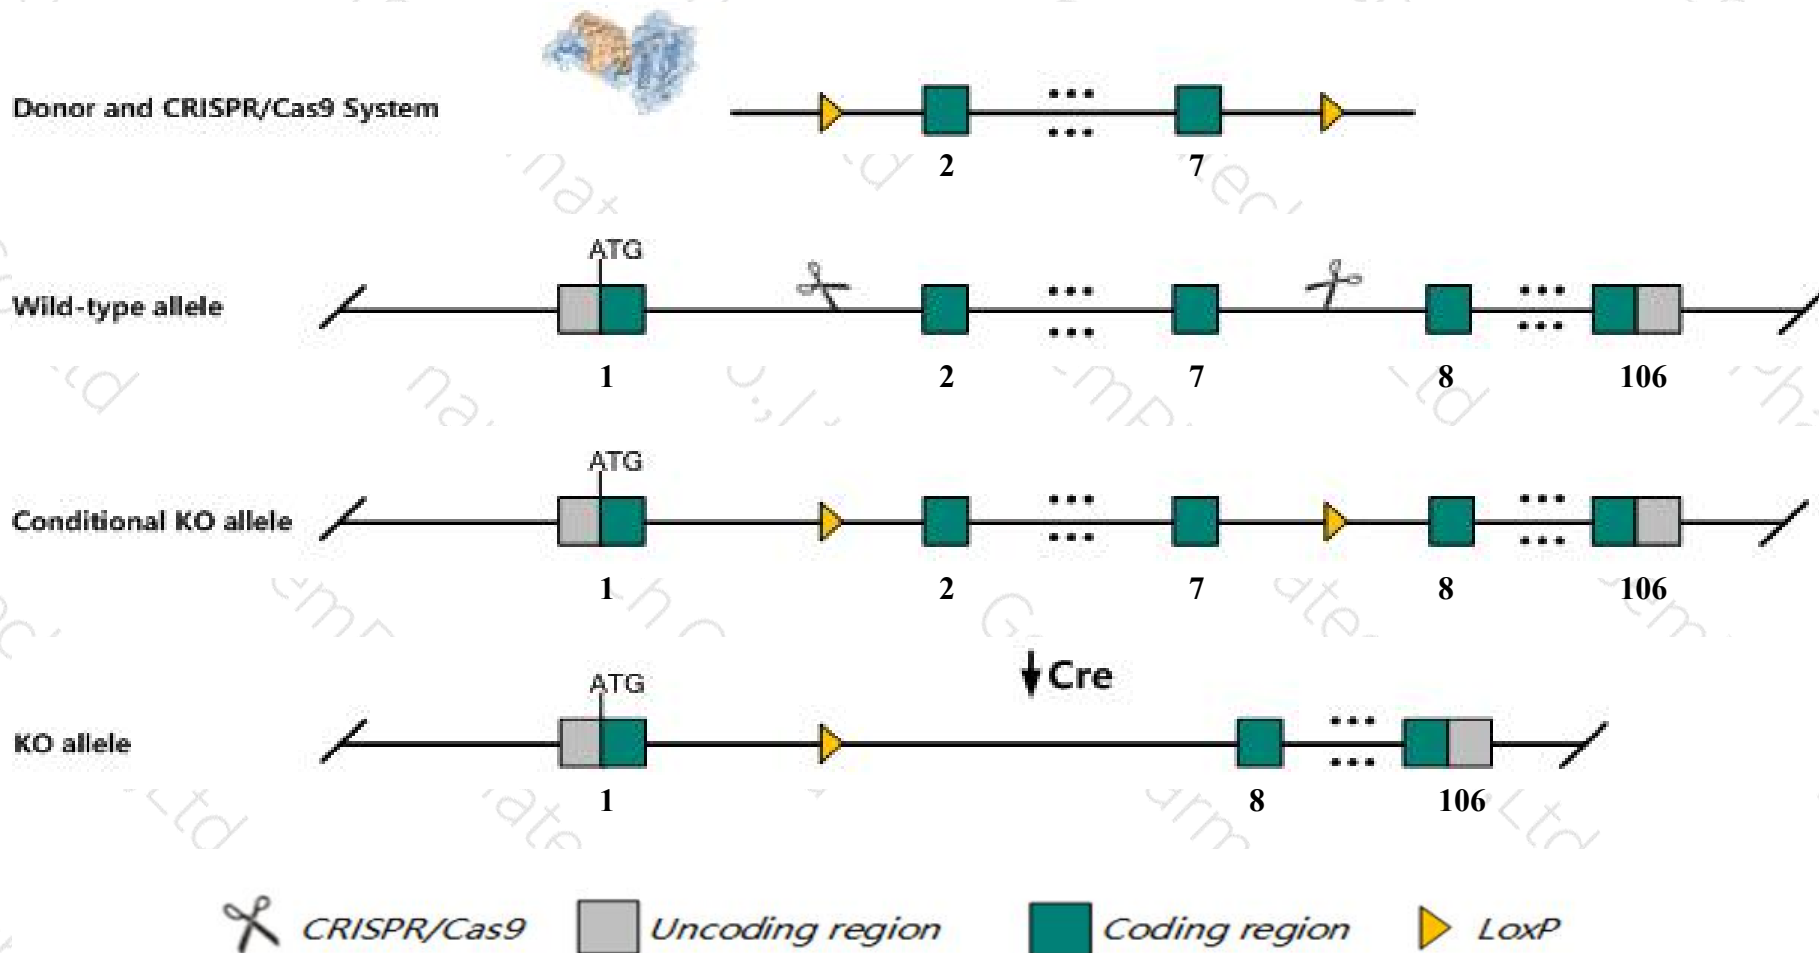 Donor and CRISPR/Cas9 System
2 7
ATG
Wild-type allele
1 2 7 8 106
ATG
Conditional KO allele
1 2 7 8 106
Cre
ATG
KO allele
1 8 106
CRISPR/Cas9 Uncoding region Coding region LoxP